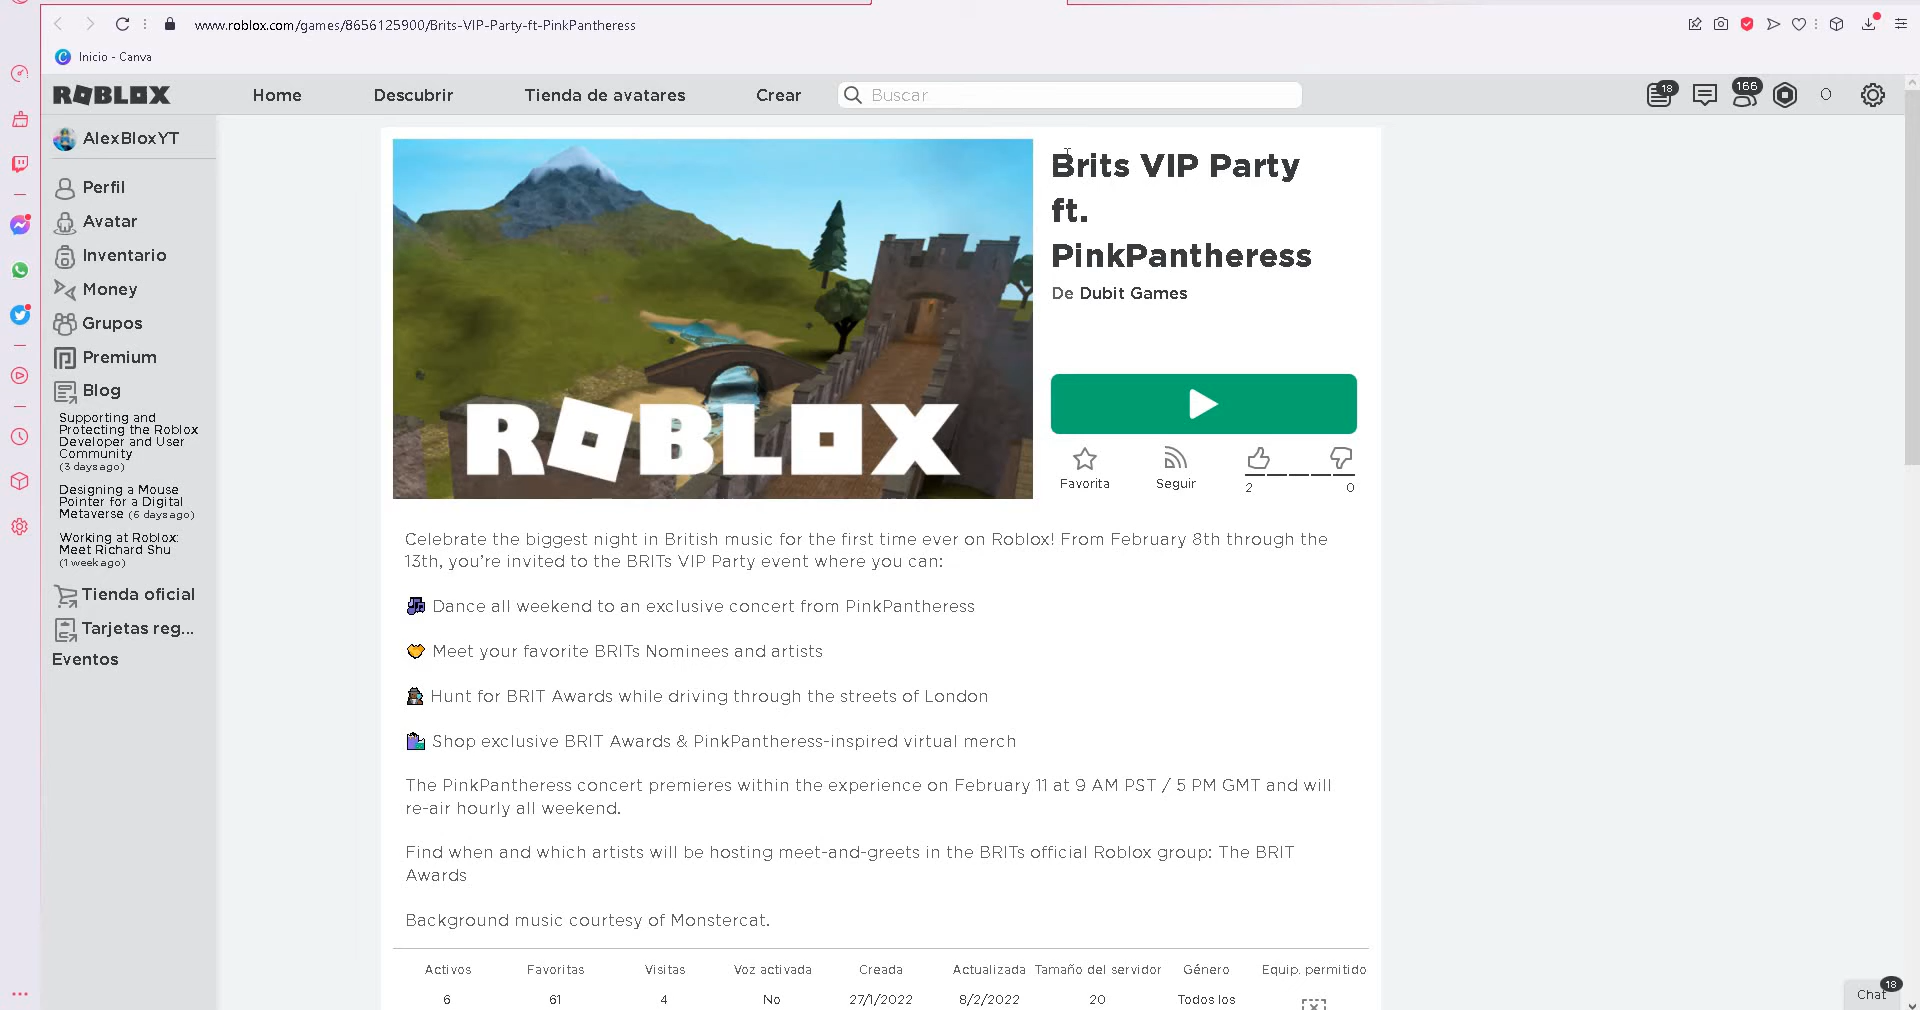 www.roblox.com/games/8656125900/Brits-VIP-Party-ft-PinkPantheress
Inicio - Canva
ROBLOX Home Descubrir Tienda de avatares Crear Buscar 18 166 0
AlexBloxYT
Perfil
Avatar
Inventario
Money
Grupos
Premium
Blog
Supporting and
Protecting the Roblox
Developer and User
Community
(3 days ago)
Designing a Mouse
Pointer for a Digital
Metaverse (6 days ago)
Working at Roblox:
Meet Richard Shu
(1 week ago)
Tienda oficial
Tarjetas reg...
Eventos
ROBLOX
Brits VIP Party
ft.
PinkPantheress
De Dubit Games
Favorita Seguir 2 0
Celebrate the biggest night in British music for the first time ever on Roblox! From February 8th through the
13th, you’re invited to the BRITs VIP Party event where you can:
Dance all weekend to an exclusive concert from PinkPantheress
Meet your favorite BRITs Nominees and artists
Hunt for BRIT Awards while driving through the streets of London
Shop exclusive BRIT Awards & PinkPantheress-inspired virtual merch
The PinkPantheress concert premieres within the experience on February 11 at 9 AM PST / 5 PM GMT and will
re-air hourly all weekend.
Find when and which artists will be hosting meet-and-greets in the BRITs official Roblox group: The BRIT
Awards
Background music courtesy of Monstercat.
Activos Favoritas Visitas Voz activada Creada Actualizada Tamaño del servidor Género Equip. permitido
6 61 4 No 27/1/2022 8/2/2022 20 Todos los
Chat 18